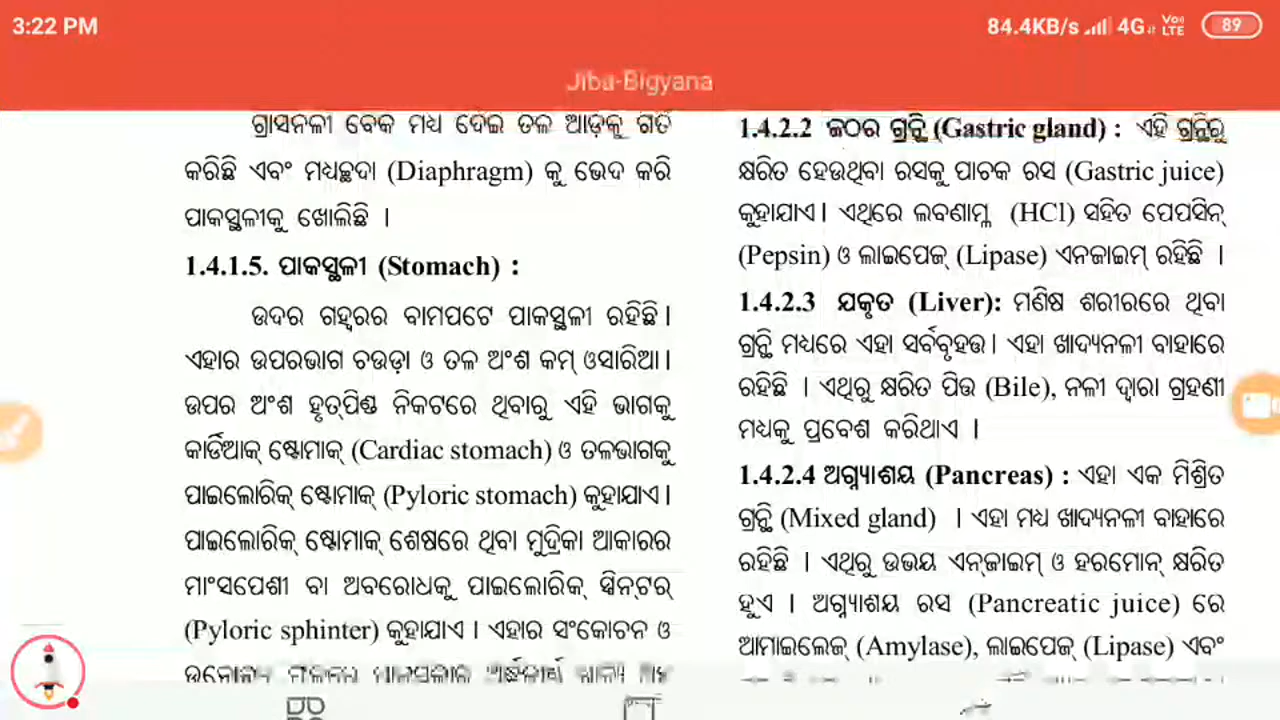 3:22 PM
84.4KB/s 4G Vo LTE 89
Jiba-Bigyana
ଗ୍ରାସନଳୀ ବେକ ମଧ୍ୟ ଦେଇ ତଳ ଆଡ଼କୁ ଗତି
କରିଛି ଏବଂ ମଧ୍ୟଚ୍ଛଦା (Diaphragm) କୁ ଭେଦ କରି
ପାକସ୍ଥଳୀକୁ ଖୋଲିଛି ।
1.4.1.5. ପାକସ୍ଥଳୀ (Stomach) :
ଉଦର ଗହ୍ୱରର ବାମପଟେ ପାକସ୍ଥଳୀ ରହିଛି।
ଏହାର ଉପରଭାଗ ଚଉଡ଼ା ଓ ତଳ ଅଂଶ କମ୍ ଓସାରିଆ।
ଉପର ଅଂଶ ହୃତ୍‌ପିଣ୍ଡ ନିକଟରେ ଥିବାରୁ ଏହି ଭାଗକୁ
କାର୍ଡିଆକ୍ ଷ୍ଟୋମାକ୍ (Cardiac stomach) ଓ ତଳଭାଗକୁ
ପାଇଲୋରିକ୍ ଷ୍ଟୋମାକ୍ (Pyloric stomach) କୁହାଯାଏ।
ପାଇଲୋରିକ୍ ଷ୍ଟୋମାକ୍ ଶେଷରେ ଥିବା ମୁଦ୍ରିକା ଆକାରର
ମାଂସପେଶୀ ବା ଅବରୋଧକୁ ପାଇଲୋରିକ୍ ସ୍ଫିନ୍‌ଟର୍
(Pyloric sphinter) କୁହାଯାଏ । ଏହାର ସଂକୋଚନ ଓ
1.4.2.2 ଜଠର ଗ୍ରନ୍ଥି (Gastric gland) : ଏହି ଗ୍ରନ୍ଥିରୁ
କ୍ଷରିତ ହେଉଥିବା ରସକୁ ପାଚକ ରସ (Gastric juice)
କୁହାଯାଏ। ଏଥିରେ ଲବଣାମ୍ଳ (HCl) ସହିତ ପେପସିନ୍
(Pepsin) ଓ ଲାଇପେଜ୍ (Lipase) ଏନଜାଇମ୍ ରହିଛି ।
1.4.2.3 ଯକୃତ (Liver): ମଣିଷ ଶରୀରରେ ଥିବା
ଗ୍ରନ୍ଥି ମଧ୍ୟରେ ଏହା ସର୍ବବୃହତ୍ତ। ଏହା ଖାଦ୍ୟନଳୀ ବାହାରେ
ରହିଛି । ଏଥିରୁ କ୍ଷରିତ ପିତ୍ତ (Bile), ନଳୀ ଦ୍ୱାରା ଗ୍ରହଣୀ
ମଧ୍ୟକୁ ପ୍ରବେଶ କରିଥାଏ ।
1.4.2.4 ଅଗ୍ନ୍ୟାଶୟ (Pancreas) : ଏହା ଏକ ମିଶ୍ରିତ
ଗ୍ରନ୍ଥି (Mixed gland) । ଏହା ମଧ୍ୟ ଖାଦ୍ୟନଳୀ ବାହାରେ
ରହିଛି । ଏଥିରୁ ଉଭୟ ଏନ୍‌ଜାଇମ୍ ଓ ହରମୋନ୍ କ୍ଷରିତ
ହୁଏ । ଅଗ୍ନ୍ୟାଶୟ ରସ (Pancreatic juice) ରେ
ଆମାଇଲେଜ୍ (Amylase), ଲାଇପେଜ୍ (Lipase) ଏବଂ